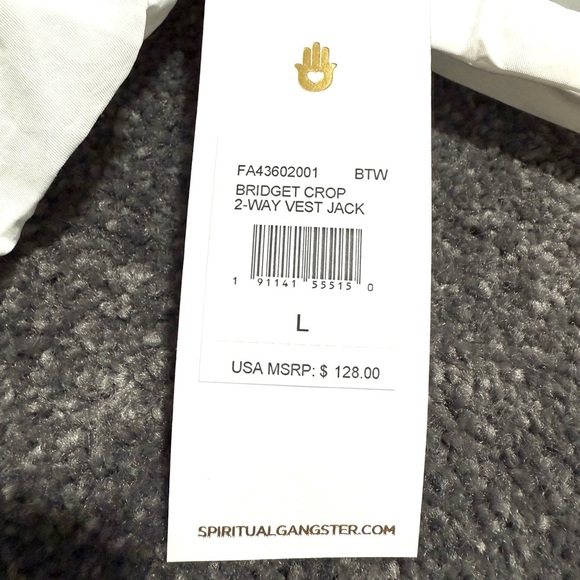 FA43602001 BTW
BRIDGET CROP
2-WAY VEST JACK
1 91141 55515 0
L
USA MSRP: $ 128.00
SPIRITUALGANGSTER.COM